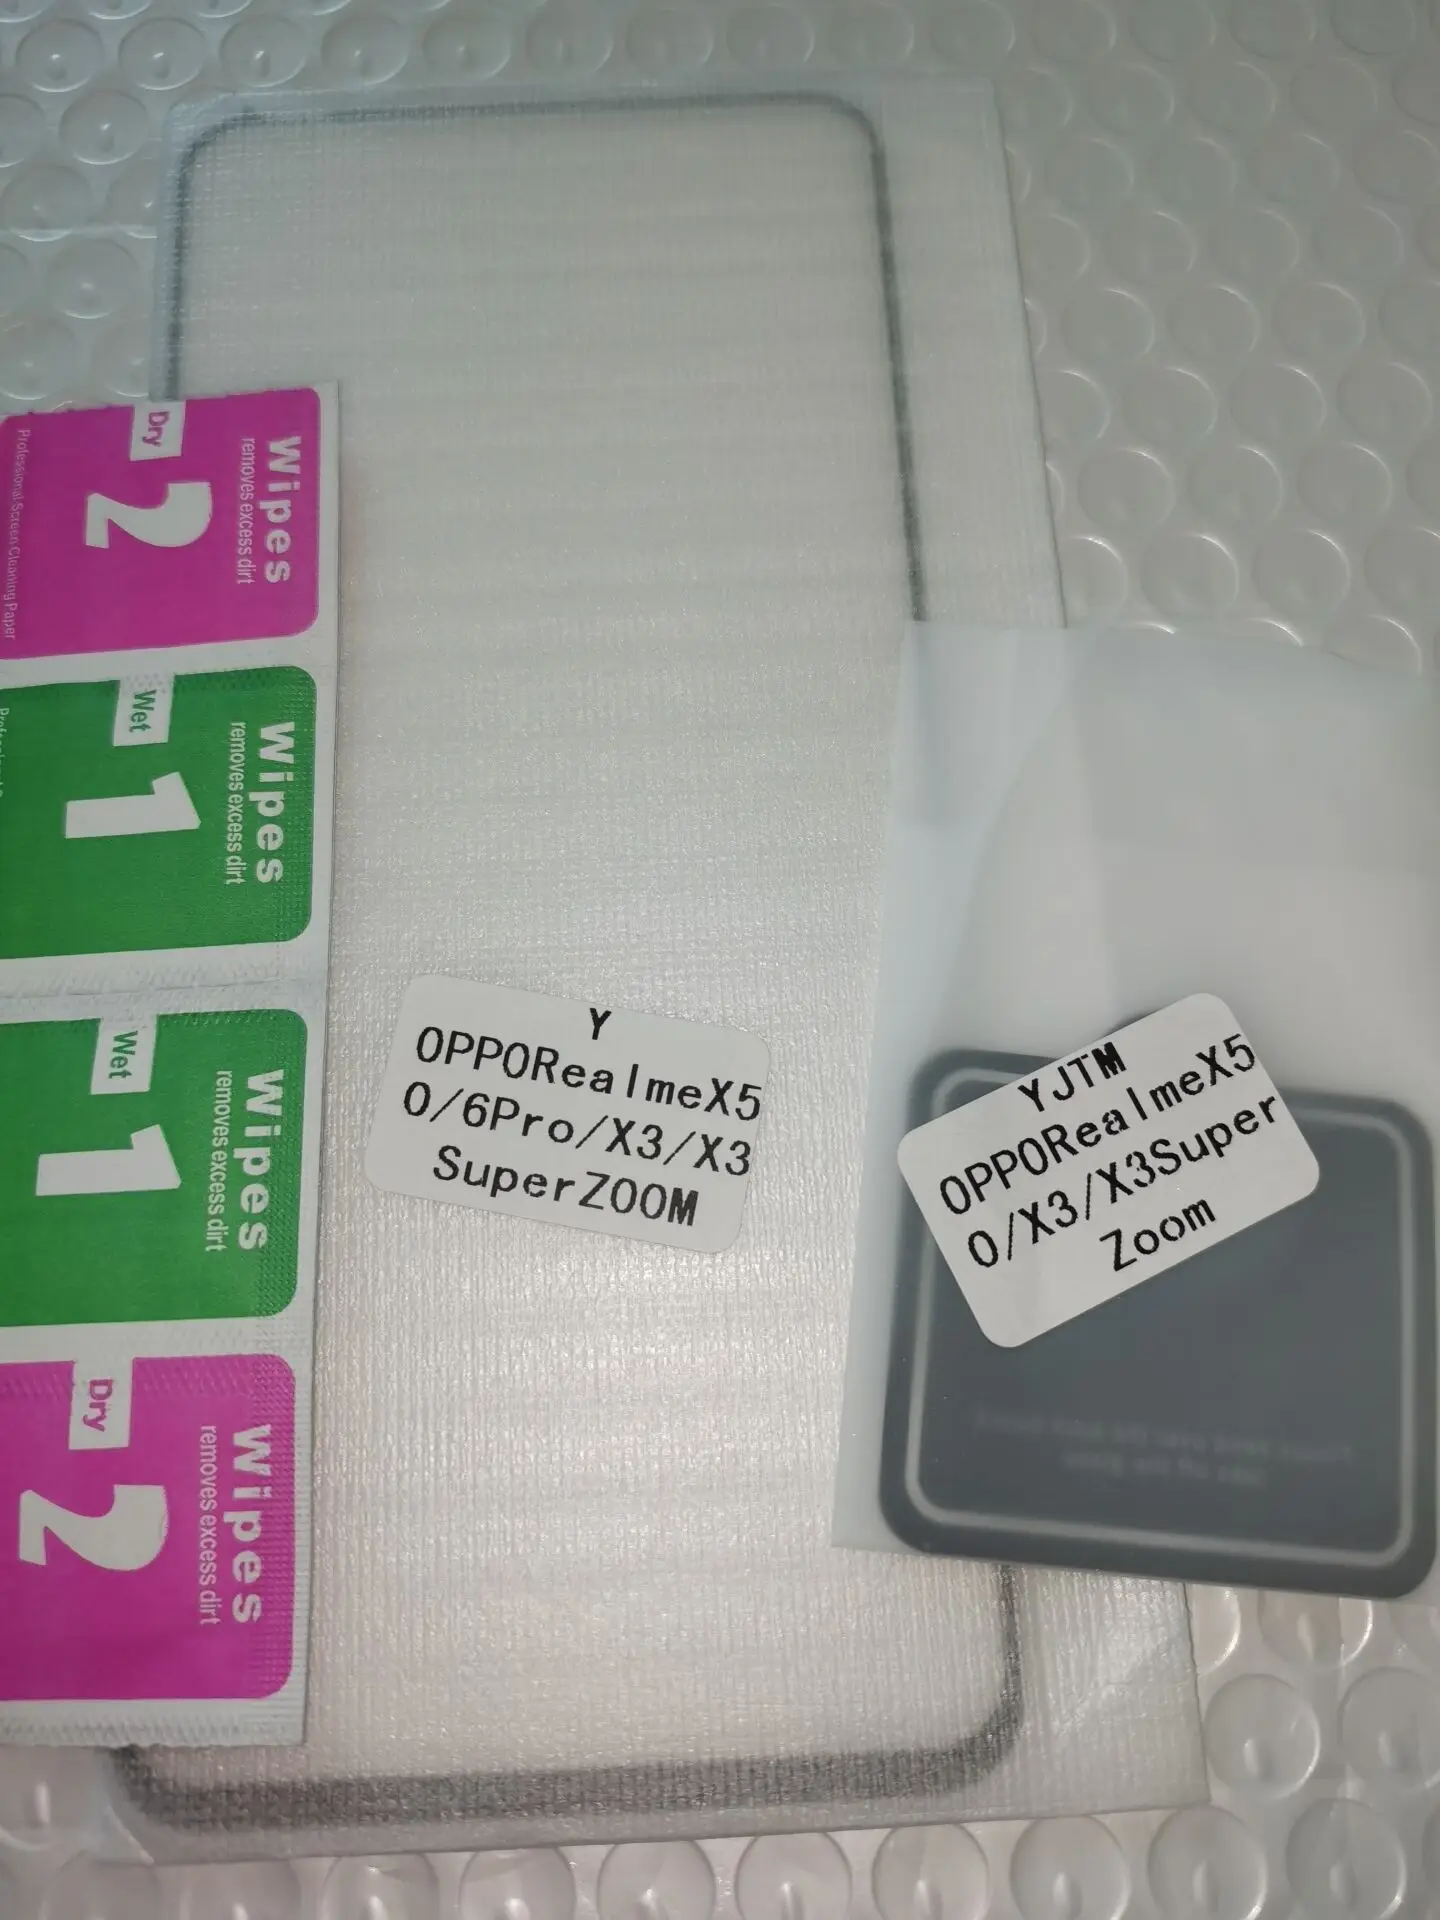 Dry
2
Wipes
removes excess dirt
Professional Screen Cleaning Paper
Wet
1
Wipes
removes excess dirt
Wet
1
Wipes
removes excess dirt
Dry
2
Wipes
removes excess dirt
Y
OPPORealmeX5
0/6Pro/X3/X3
SuperZOOM
YJTM
OPPORealmeX5
0/X3/X3Super
Zoom